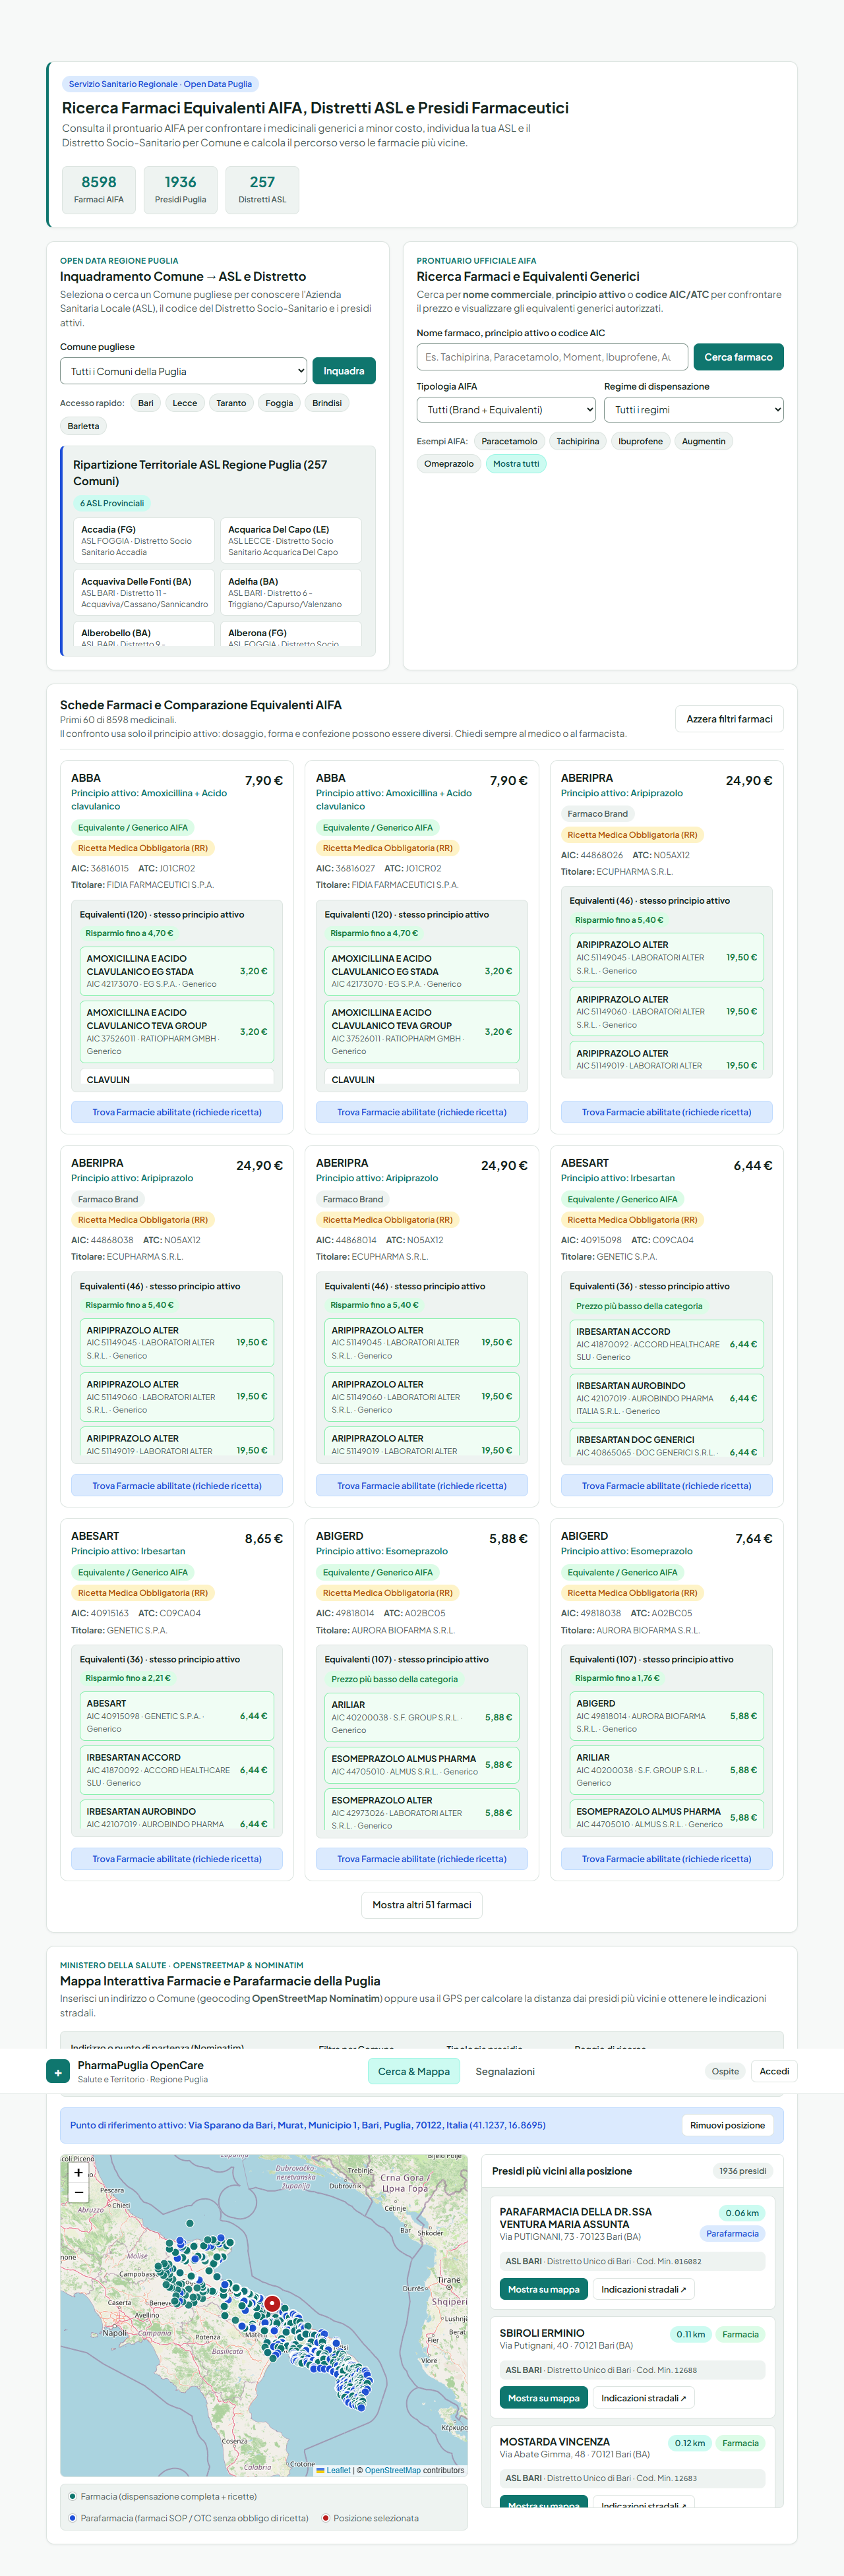 Servizio Sanitario Regionale · Open Data Puglia
Ricerca Farmaci Equivalenti AIFA, Distretti ASL e Presidi Farmaceutici
Consulta il prontuario AIFA per confrontare i medicinali generici a minor costo, individua la tua ASL e il
Distretto Socio-Sanitario per Comune e calcola il percorso verso le farmacie più vicine.
8598
Farmaci AIFA
1936
Presidi Puglia
257
Distretti ASL
OPEN DATA REGIONE PUGLIA
Inquadramento Comune → ASL e Distretto
Seleziona o cerca un Comune pugliese per conoscere l'Azienda
Sanitaria Locale (ASL), il codice del Distretto Socio-Sanitario e i presidi
attivi.
Comune pugliese
Tutti i Comuni della Puglia
Inquadra
Accesso rapido: Bari Lecce Taranto Foggia Brindisi
Barletta
Ripartizione Territoriale ASL Regione Puglia (257
Comuni)
6 ASL Provinciali
Accadia (FG)
ASL FOGGIA · Distretto Socio
Sanitario Accadia
Acquarica Del Capo (LE)
ASL LECCE · Distretto Socio
Sanitario Acquarica Del Capo
Acquaviva Delle Fonti (BA)
ASL BARI · Distretto 11 -
Acquaviva/Cassano/Sannicandro
Adelfia (BA)
ASL BARI · Distretto 6 -
Triggiano/Capurso/Valenzano
Alberobello (BA)
ASL BARI · Distretto 9 -
Alberona (FG)
ASL FOGGIA · Distretto Socio
PRONTUARIO UFFICIALE AIFA
Ricerca Farmaci e Equivalenti Generici
Cerca per nome commerciale, principio attivo o codice AIC/ATC per confrontare
il prezzo e visualizzare gli equivalenti generici autorizzati.
Nome farmaco, principio attivo o codice AIC
Es. Tachipirina, Paracetamolo, Moment, Ibuprofene, Au
Cerca farmaco
Tipologia AIFA
Tutti (Brand + Equivalenti)
Regime di dispensazione
Tutti i regimi
Esempi AIFA: Paracetamolo Tachipirina Ibuprofene Augmentin
Omeprazolo Mostra tutti
Schede Farmaci e Comparazione Equivalenti AIFA
Primi 60 di 8598 medicinali.
Il confronto usa solo il principio attivo: dosaggio, forma e confezione possono essere diversi. Chiedi sempre al medico o al farmacista.
Azzera filtri farmaci
ABBA
7,90 €
Principio attivo: Amoxicillina + Acido
clavulanico
Equivalente / Generico AIFA
Ricetta Medica Obbligatoria (RR)
AIC: 36816015 ATC: J01CR02
Titolare: FIDIA FARMACEUTICI S.P.A.
Equivalenti (120) · stesso principio attivo
Risparmio fino a 4,70 €
AMOXICILLINA E ACIDO
CLAVULANICO EG STADA
AIC 42173070 · EG S.P.A. · Generico
3,20 €
AMOXICILLINA E ACIDO
CLAVULANICO TEVA GROUP
AIC 37526011 · RATIOPHARM GMBH ·
Generico
3,20 €
CLAVULIN
Trova Farmacie abilitate (richiede ricetta)
ABBA
7,90 €
Principio attivo: Amoxicillina + Acido
clavulanico
Equivalente / Generico AIFA
Ricetta Medica Obbligatoria (RR)
AIC: 36816027 ATC: J01CR02
Titolare: FIDIA FARMACEUTICI S.P.A.
Equivalenti (120) · stesso principio attivo
Risparmio fino a 4,70 €
AMOXICILLINA E ACIDO
CLAVULANICO EG STADA
AIC 42173070 · EG S.P.A. · Generico
3,20 €
AMOXICILLINA E ACIDO
CLAVULANICO TEVA GROUP
AIC 37526011 · RATIOPHARM GMBH ·
Generico
3,20 €
CLAVULIN
Trova Farmacie abilitate (richiede ricetta)
ABERIPRA
24,90 €
Principio attivo: Aripiprazolo
Farmaco Brand
Ricetta Medica Obbligatoria (RR)
AIC: 44868026 ATC: N05AX12
Titolare: ECUPHARMA S.R.L.
Equivalenti (46) · stesso principio attivo
Risparmio fino a 5,40 €
ARIPIPRAZOLO ALTER
AIC 51149045 · LABORATORI ALTER
S.R.L. · Generico
19,50 €
ARIPIPRAZOLO ALTER
AIC 51149060 · LABORATORI ALTER
S.R.L. · Generico
19,50 €
ARIPIPRAZOLO ALTER
AIC 51149019 · LABORATORI ALTER
19,50 €
Trova Farmacie abilitate (richiede ricetta)
ABERIPRA
24,90 €
Principio attivo: Aripiprazolo
Farmaco Brand
Ricetta Medica Obbligatoria (RR)
AIC: 44868038 ATC: N05AX12
Titolare: ECUPHARMA S.R.L.
Equivalenti (46) · stesso principio attivo
Risparmio fino a 5,40 €
ARIPIPRAZOLO ALTER
AIC 51149045 · LABORATORI ALTER
S.R.L. · Generico
19,50 €
ARIPIPRAZOLO ALTER
AIC 51149060 · LABORATORI ALTER
S.R.L. · Generico
19,50 €
ARIPIPRAZOLO ALTER
AIC 51149019 · LABORATORI ALTER
19,50 €
Trova Farmacie abilitate (richiede ricetta)
ABERIPRA
24,90 €
Principio attivo: Aripiprazolo
Farmaco Brand
Ricetta Medica Obbligatoria (RR)
AIC: 44868014 ATC: N05AX12
Titolare: ECUPHARMA S.R.L.
Equivalenti (46) · stesso principio attivo
Risparmio fino a 5,40 €
ARIPIPRAZOLO ALTER
AIC 51149045 · LABORATORI ALTER
S.R.L. · Generico
19,50 €
ARIPIPRAZOLO ALTER
AIC 51149060 · LABORATORI ALTER
S.R.L. · Generico
19,50 €
ARIPIPRAZOLO ALTER
AIC 51149019 · LABORATORI ALTER
19,50 €
Trova Farmacie abilitate (richiede ricetta)
ABESART
6,44 €
Principio attivo: Irbesartan
Equivalente / Generico AIFA
Ricetta Medica Obbligatoria (RR)
AIC: 40915098 ATC: C09CA04
Titolare: GENETIC S.P.A.
Equivalenti (36) · stesso principio attivo
Prezzo più basso della categoria
IRBESARTAN ACCORD
AIC 41870092 · ACCORD HEALTHCARE
SLU · Generico
6,44 €
IRBESARTAN AUROBINDO
AIC 42107019 · AUROBINDO PHARMA
ITALIA S.R.L. · Generico
6,44 €
IRBESARTAN DOC GENERICI
AIC 40865065 · DOC GENERICI S.R.L. ·
6,44 €
Trova Farmacie abilitate (richiede ricetta)
ABESART
8,65 €
Principio attivo: Irbesartan
Equivalente / Generico AIFA
Ricetta Medica Obbligatoria (RR)
AIC: 40915163 ATC: C09CA04
Titolare: GENETIC S.P.A.
Equivalenti (36) · stesso principio attivo
Risparmio fino a 2,21 €
ABESART
AIC 40915098 · GENETIC S.P.A. ·
Generico
6,44 €
IRBESARTAN ACCORD
AIC 41870092 · ACCORD HEALTHCARE
SLU · Generico
6,44 €
IRBESARTAN AUROBINDO
AIC 42107019 · AUROBINDO PHARMA
6,44 €
Trova Farmacie abilitate (richiede ricetta)
ABIGERD
5,88 €
Principio attivo: Esomeprazolo
Equivalente / Generico AIFA
Ricetta Medica Obbligatoria (RR)
AIC: 49818014 ATC: A02BC05
Titolare: AURORA BIOFARMA S.R.L.
Equivalenti (107) · stesso principio attivo
Prezzo più basso della categoria
ARILIAR
AIC 40200038 · S.F. GROUP S.R.L. ·
Generico
5,88 €
ESOMEPRAZOLO ALMUS PHARMA
AIC 44705010 · ALMUS S.R.L. · Generico
5,88 €
ESOMEPRAZOLO ALTER
AIC 42973026 · LABORATORI ALTER
S.R.L. · Generico
5,88 €
Trova Farmacie abilitate (richiede ricetta)
ABIGERD
7,64 €
Principio attivo: Esomeprazolo
Equivalente / Generico AIFA
Ricetta Medica Obbligatoria (RR)
AIC: 49818038 ATC: A02BC05
Titolare: AURORA BIOFARMA S.R.L.
Equivalenti (107) · stesso principio attivo
Risparmio fino a 1,76 €
ABIGERD
AIC 49818014 · AURORA BIOFARMA
S.R.L. · Generico
5,88 €
ARILIAR
AIC 40200038 · S.F. GROUP S.R.L. ·
Generico
5,88 €
ESOMEPRAZOLO ALMUS PHARMA
AIC 44705010 · ALMUS S.R.L. · Generico
5,88 €
Trova Farmacie abilitate (richiede ricetta)
Mostra altri 51 farmaci
MINISTERO DELLA SALUTE · OPENSTREETMAP & NOMINATIM
Mappa Interattiva Farmacie e Parafarmacie della Puglia
Inserisci un indirizzo o Comune (geocoding OpenStreetMap Nominatim) oppure usa il GPS per calcolare la distanza dai presidi più vicini e ottenere le indicazioni
stradali.
PharmaPuglia OpenCare
Salute e Territorio · Regione Puglia
Cerca & Mappa
Segnalazioni
Ospite
Accedi
Punto di riferimento attivo: Via Sparano da Bari, Murat, Municipio 1, Bari, Puglia, 70122, Italia (41.1237, 16.8695)
Rimuovi posizione
+
−
Dubrovačko-
neretvanska
županija
Trebinje
Crna Gora /
Црна Гора
Pescara
Chieti
Abruzzo
Cetinje
Bar
Shkodër
Molise
Campobasso
Lezhë
Tiranë
Durrës
Shqipëri
Caserta
Benev
Avellino
Napoli
Campania
Potenza
Matera
Basilicata
Fier
Berat
Vlorë
Cosenza
Calabria
Crotone
Κέρκυρα
Leaflet | © OpenStreetMap contributors
Farmacia (dispensazione completa + ricette)
Parafarmacia (farmaci SOP / OTC senza obbligo di ricetta)
Posizione selezionata
Presidi più vicini alla posizione
1936 presidi
PARAFARMACIA DELLA DR.SSA
VENTURA MARIA ASSUNTA
Via PUTIGNANI, 73 · 70123 Bari (BA)
0.06 km
Parafarmacia
ASL BARI · Distretto Unico di Bari · Cod. Min. 016082
Mostra su mappa
Indicazioni stradali ↗
SBIROLI ERMINIO
Via Putignani, 40 · 70121 Bari (BA)
0.11 km
Farmacia
ASL BARI · Distretto Unico di Bari · Cod. Min. 12688
Mostra su mappa
Indicazioni stradali ↗
MOSTARDA VINCENZA
Via Abate Gimma, 48 · 70121 Bari (BA)
0.12 km
Farmacia
ASL BARI · Distretto Unico di Bari · Cod. Min. 12683
Mostra su mappa
Indicazioni stradali ↗